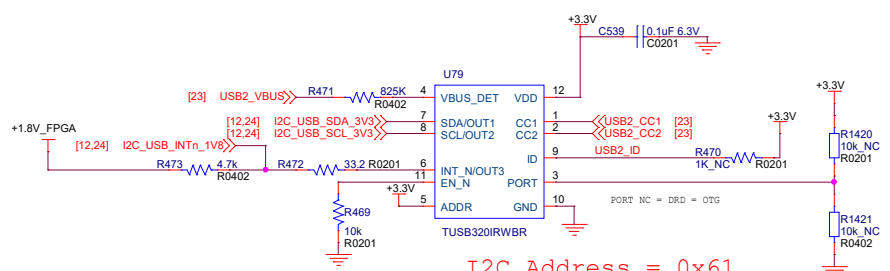 +3.3V
C539 0.1uF 6.3V
C0201
U79
[23] USB2_VBUS R471 825K 4 VBUS_DET VDD 12
R0402
+3.3V
[12,24] I2C_USB_SDA_3V3 7 SDA/OUT1 CC1 1 USB2_CC1 [23]
[12,24] I2C_USB_SCL_3V3 8 SCL/OUT2 CC2 2 USB2_CC2 [23]
+3.3V
+1.8V_FPGA
[12,24] I2C_USB_INTn_1V8
USB2_ID
R473 4.7k R472 33.2 R0201 6 INT_N/OUT3 ID 9 R470
R0402
1K_NC R0201
R1420
10k_NC
R0201
11 EN_N PORT 3
+3.3V
5 ADDR GND 10
PORT NC = DRD = OTG
R469
10k
R0201
TUSB320IRWBR
R1421
10k_NC
R0402
I2C Address = 0x61